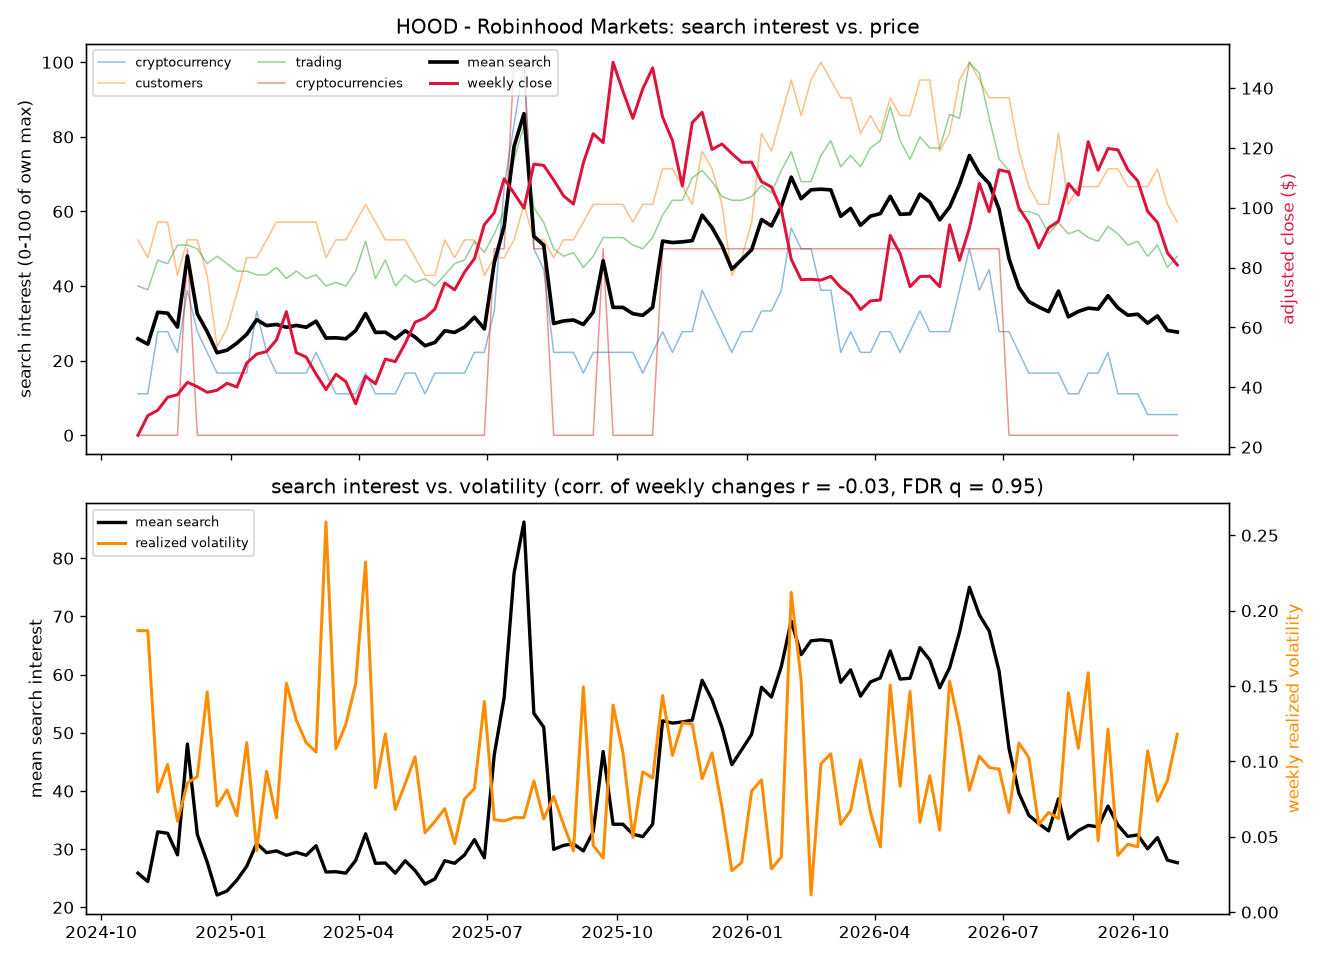 HOOD - Robinhood Markets: search interest vs. price
cryptocurrency
customers
trading
cryptocurrencies
mean search
weekly close
100
80
60
40
20
0
search interest (0-100 of own max)
140
120
100
80
60
40
20
adjusted close ($)
search interest vs. volatility (corr. of weekly changes r = -0.03, FDR q = 0.95)
mean search
realized volatility
80
70
60
50
40
30
20
mean search interest
0.25
0.20
0.15
0.10
0.05
0.00
weekly realized volatility
2024-10
2025-01
2025-04
2025-07
2025-10
2026-01
2026-04
2026-07
2026-10